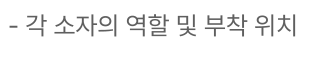 - 각 소자의 역할 및 부착 위치